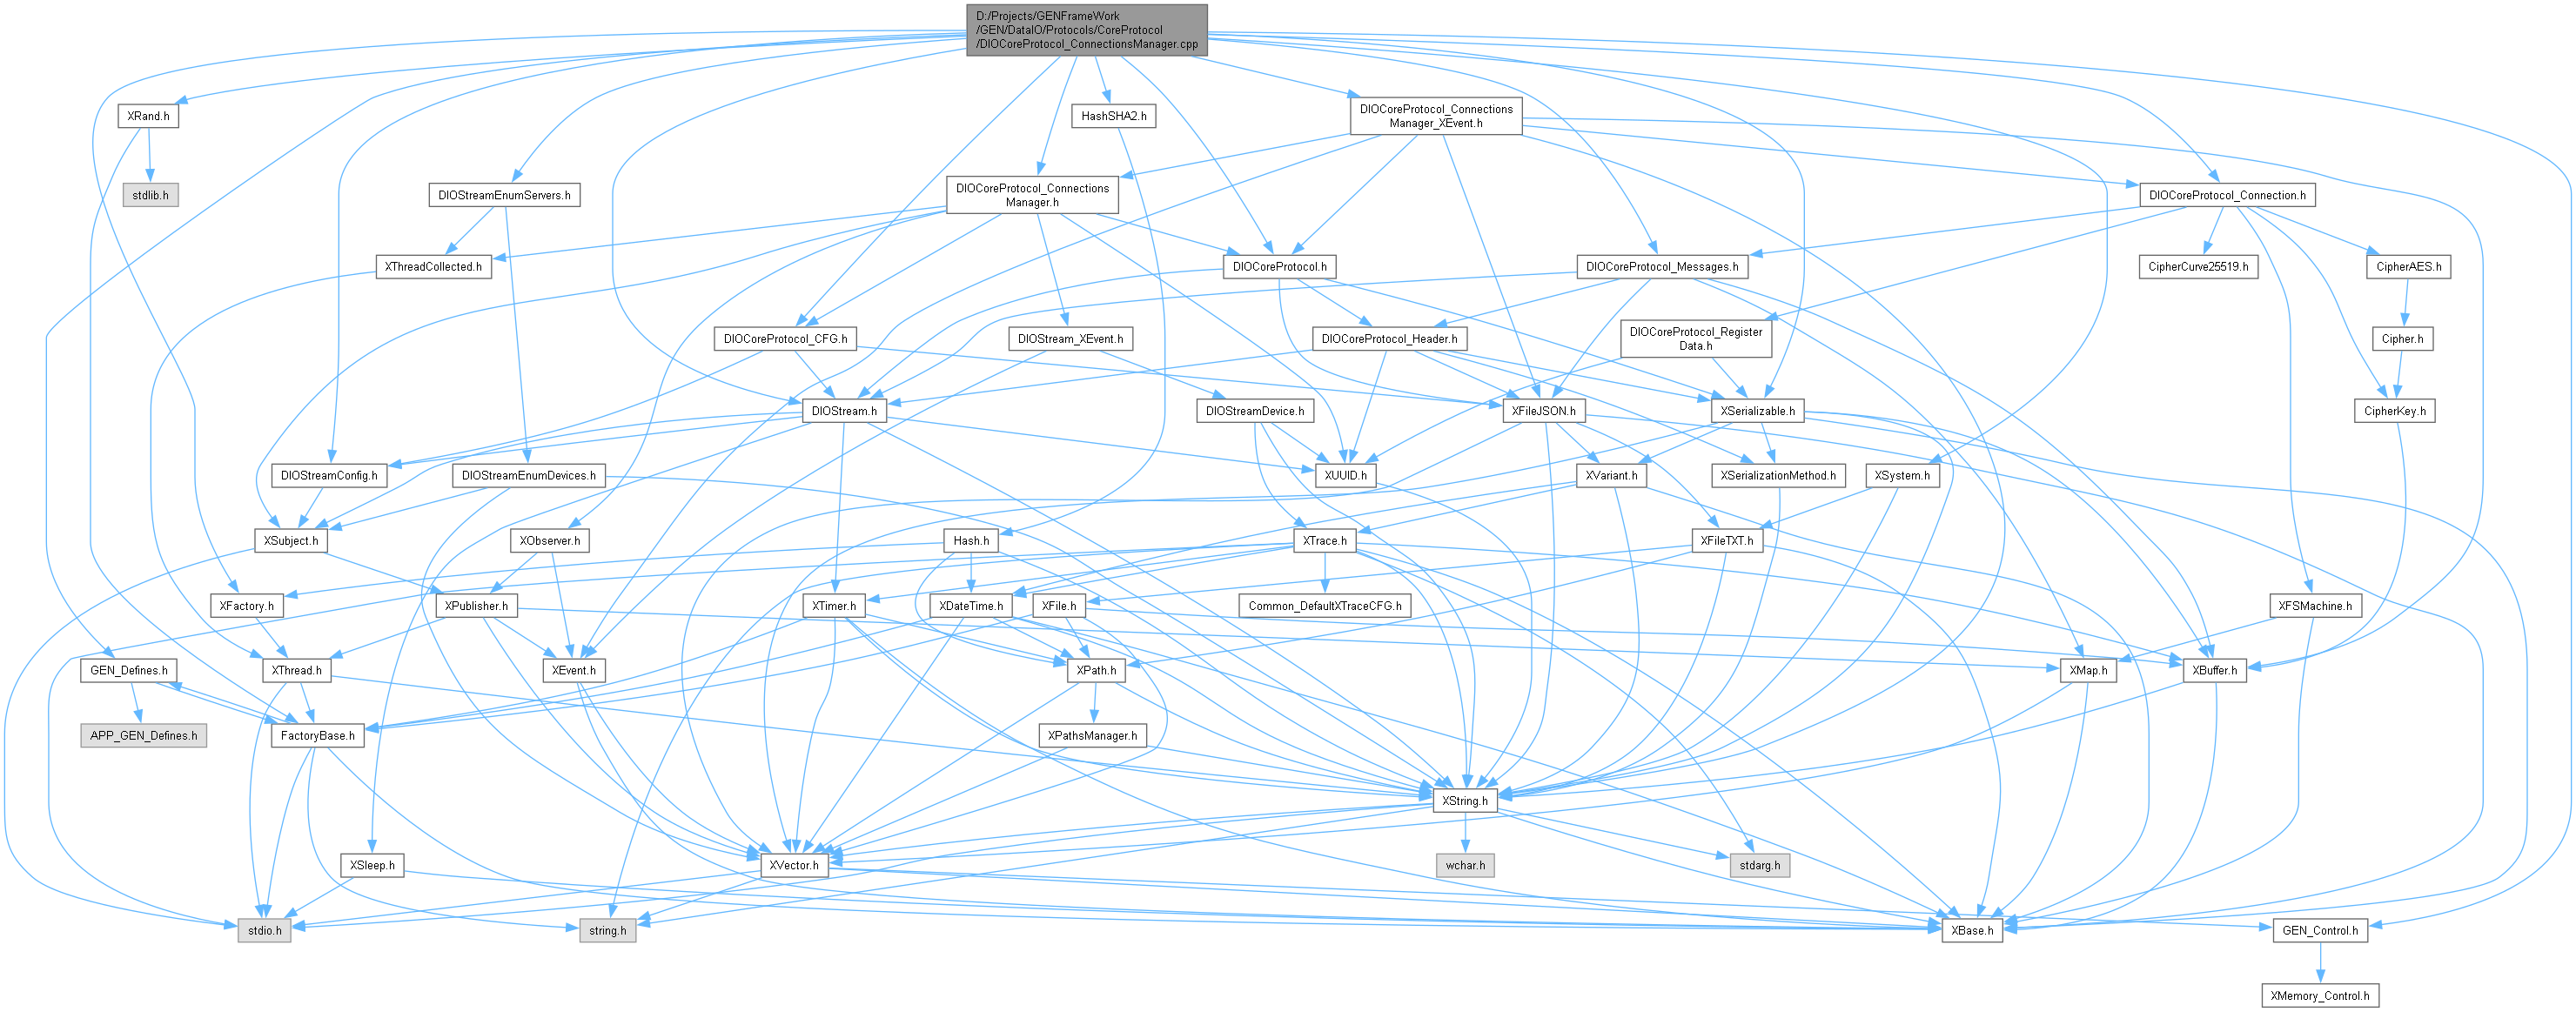 D:/Projects/GENFrameWork
/GEN/DataIO/Protocols/CoreProtocol
/DIOCoreProtocol_ConnectionsManager.cpp
XRand.h
HashSHA2.h
DIOCoreProtocol_Connections
Manager_XEvent.h
stdlib.h
DIOStreamEnumServers.h
DIOCoreProtocol_Connections
Manager.h
DIOCoreProtocol_Connection.h
XThreadCollected.h
DIOCoreProtocol.h
DIOCoreProtocol_Messages.h
CipherCurve25519.h
CipherAES.h
DIOCoreProtocol_CFG.h
DIOStream_XEvent.h
DIOCoreProtocol_Header.h
DIOCoreProtocol_Register
Data.h
Cipher.h
DIOStream.h
DIOStreamDevice.h
XFileJSON.h
XSerializable.h
CipherKey.h
DIOStreamConfig.h
DIOStreamEnumDevices.h
XUUID.h
XVariant.h
XSerializationMethod.h
XSystem.h
XSubject.h
XObserver.h
Hash.h
XTrace.h
XFileTXT.h
XFactory.h
XPublisher.h
XTimer.h
XDateTime.h
XFile.h
Common_DefaultXTraceCFG.h
XFSMachine.h
GEN_Defines.h
XThread.h
XEvent.h
XPath.h
XMap.h
XBuffer.h
APP_GEN_Defines.h
FactoryBase.h
XPathsManager.h
XString.h
XSleep.h
XVector.h
wchar.h
stdarg.h
stdio.h
string.h
XBase.h
GEN_Control.h
XMemory_Control.h